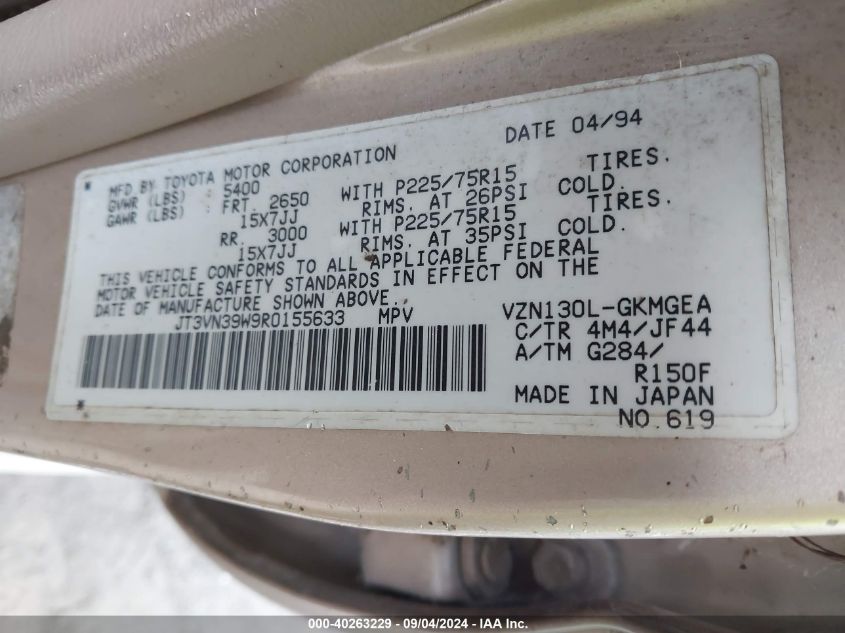 DATE 04/94
MFD BY TOYOTA MOTOR CORPORATION
GVWR (LBS) : 5400
GAWR (LBS) : FRT. 2650 WITH P225/75R15 TIRES.
15X7JJ RIMS. AT 26PSI COLD.
RR. 3000 WITH P225/75R15 TIRES.
15X7JJ RIMS. AT 35PSI COLD.
THIS VEHICLE CONFORMS TO ALL APPLICABLE FEDERAL
MOTOR VEHICLE SAFETY STANDARDS IN EFFECT ON THE
DATE OF MANUFACTURE SHOWN ABOVE.
JT3VN39W9R0155633 MPV
VZN130L-GKMGEA
C/TR 4M4/JF44
A/TM G284/
R150F
MADE IN JAPAN
NO.619
000-40263229 - 09/04/2024 - IAA, Inc.